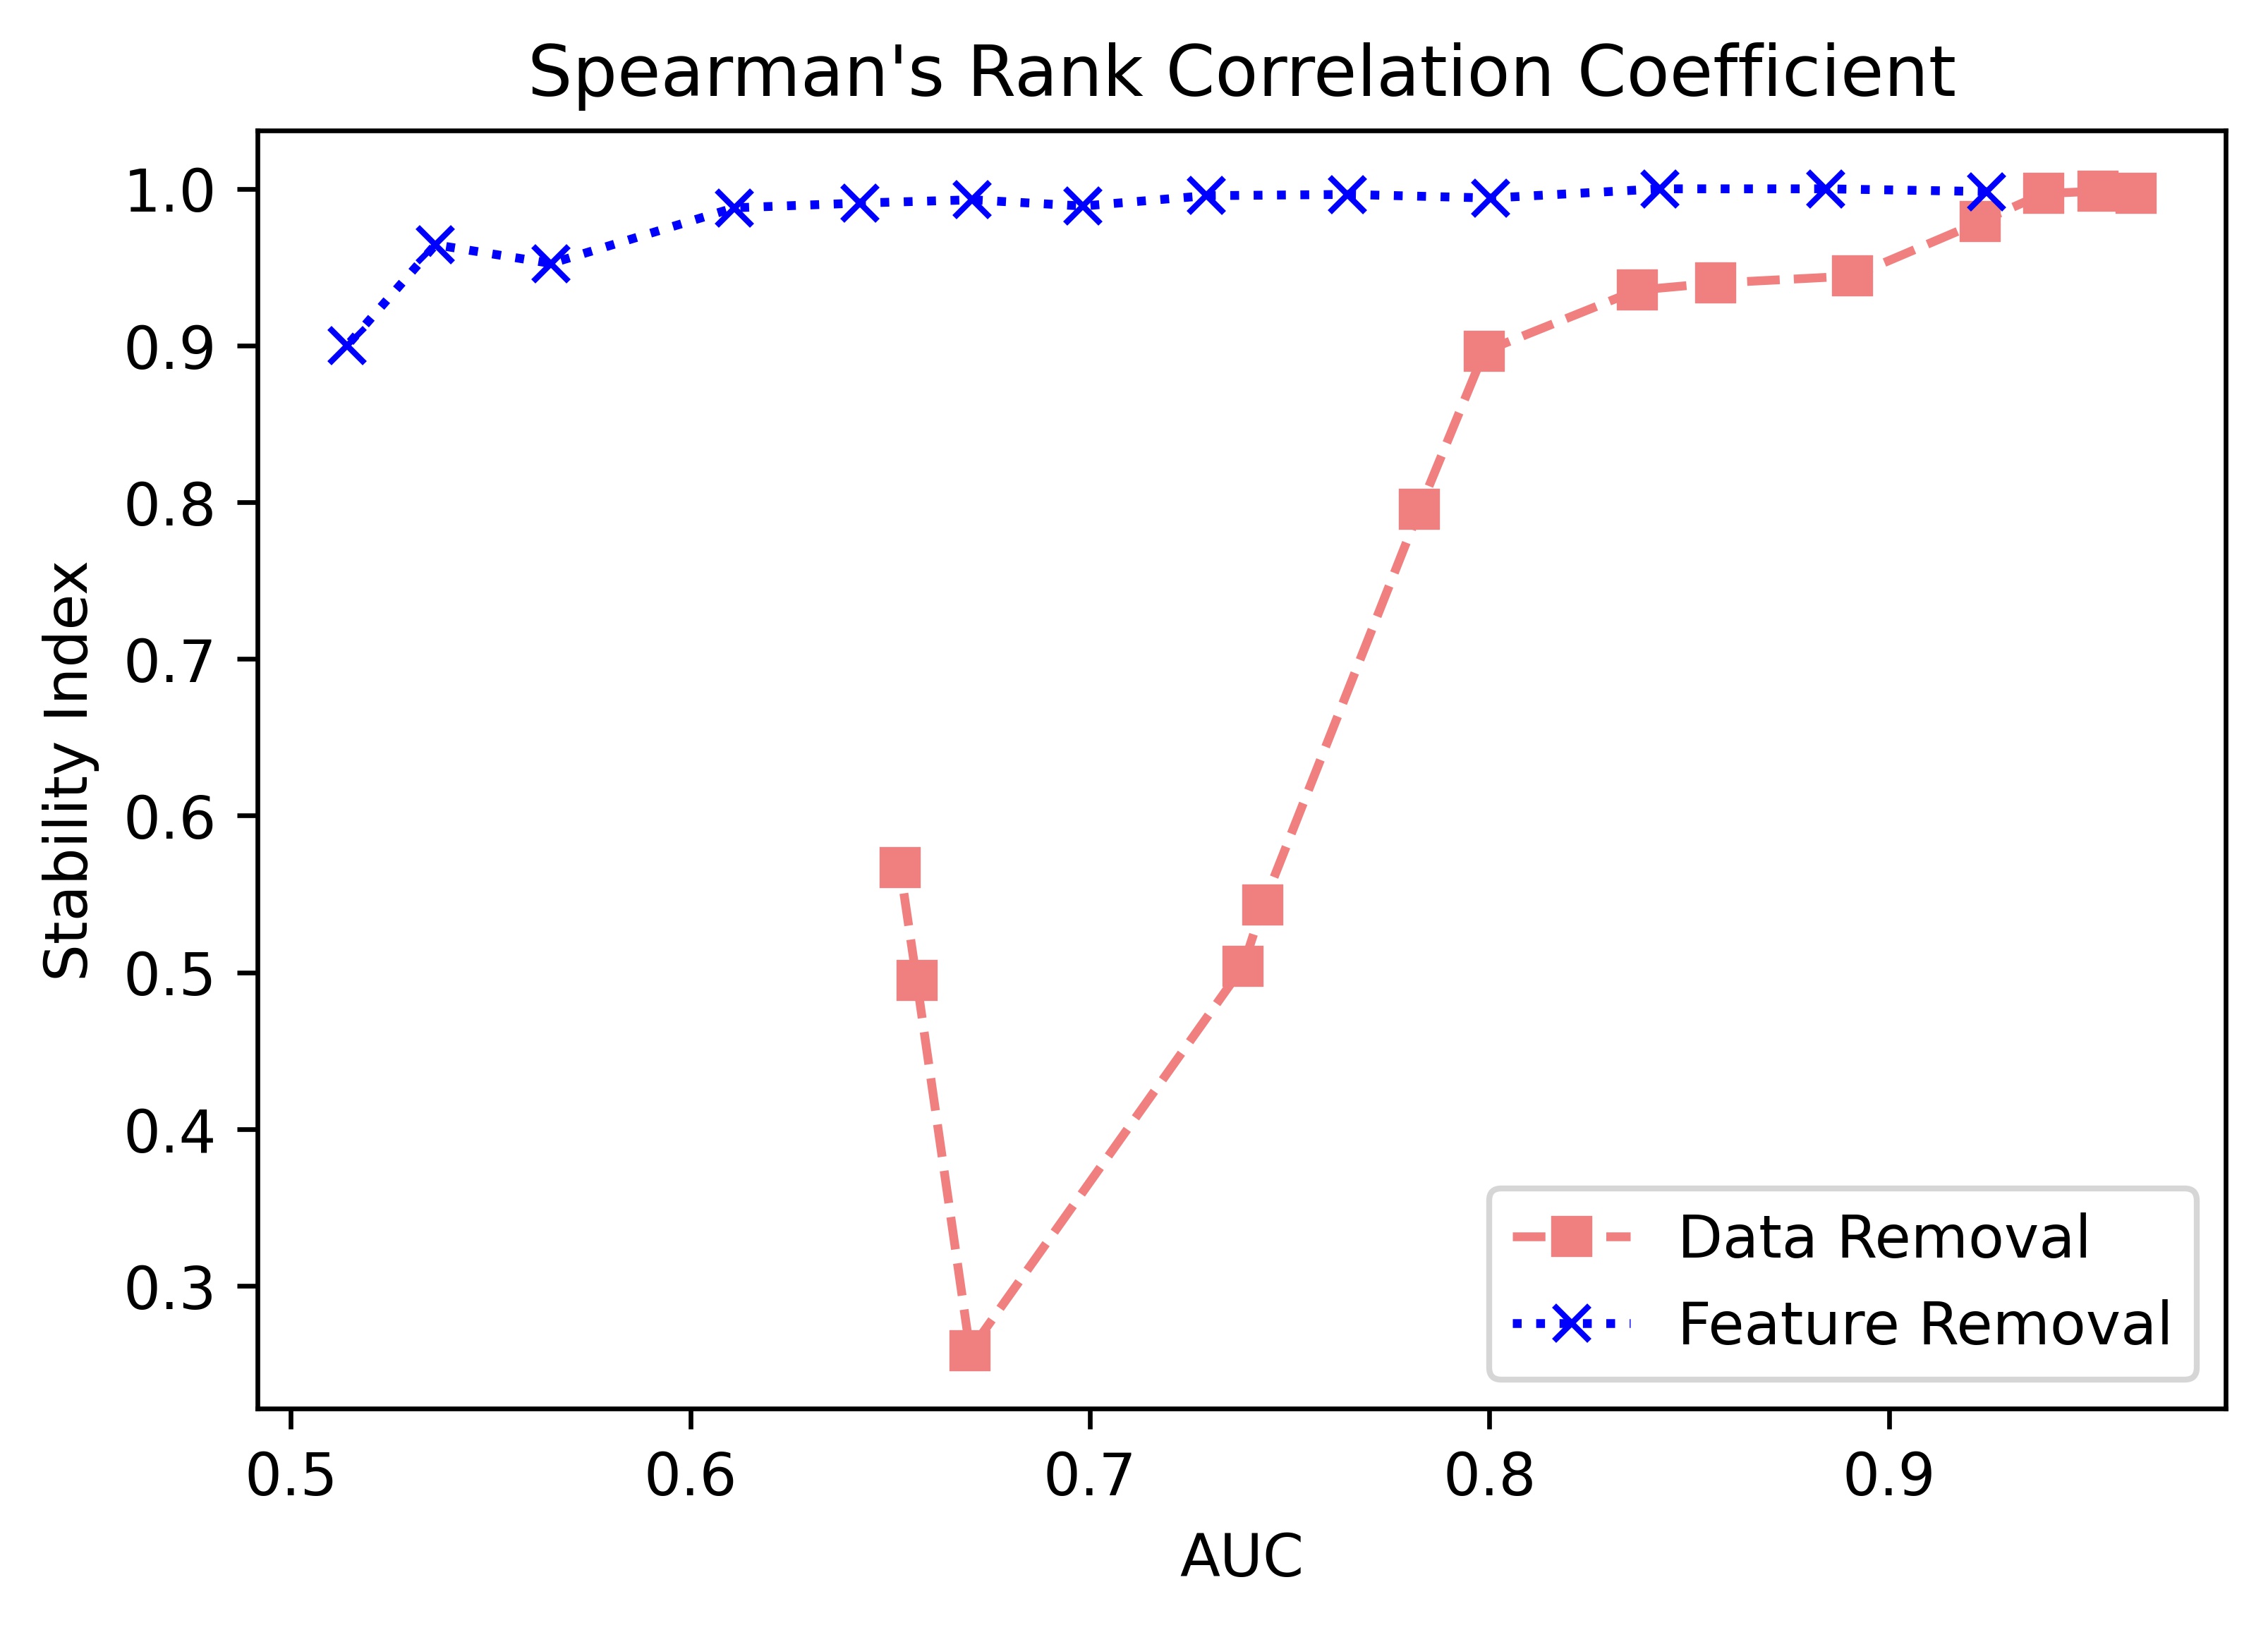 Spearman's Rank Correlation Coefficient
1.0
0.9
0.8
0.7
0.6
0.5
0.4
0.3
Stability Index
Data Removal
Feature Removal
0.5 0.6 0.7 0.8 0.9
AUC